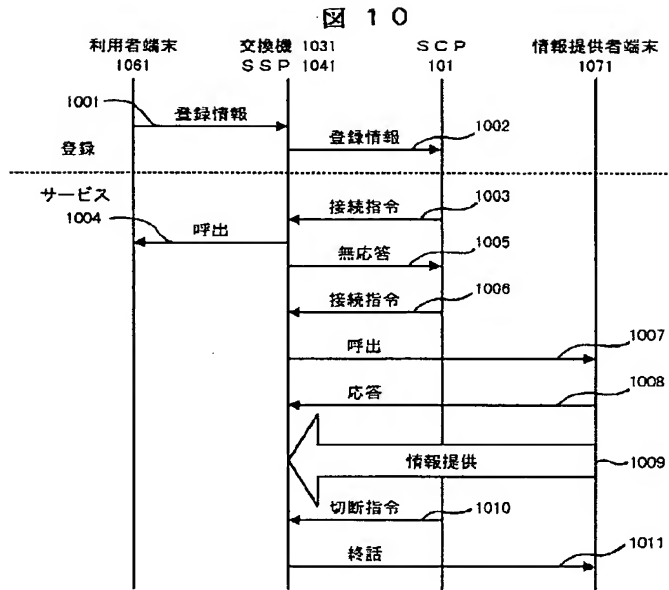 図 10
利用者端末 交換機 1031 SCP 情報提供者端末
1061 SSP 1041 101 1071
1001 登録情報
登録 登録情報 1002
サービス 接続指令 1003
1004 呼出
無応答 1005
接続指令 1006
呼出 1007
応答 1008
情報提供 1009
切断指令 1010
終話 1011